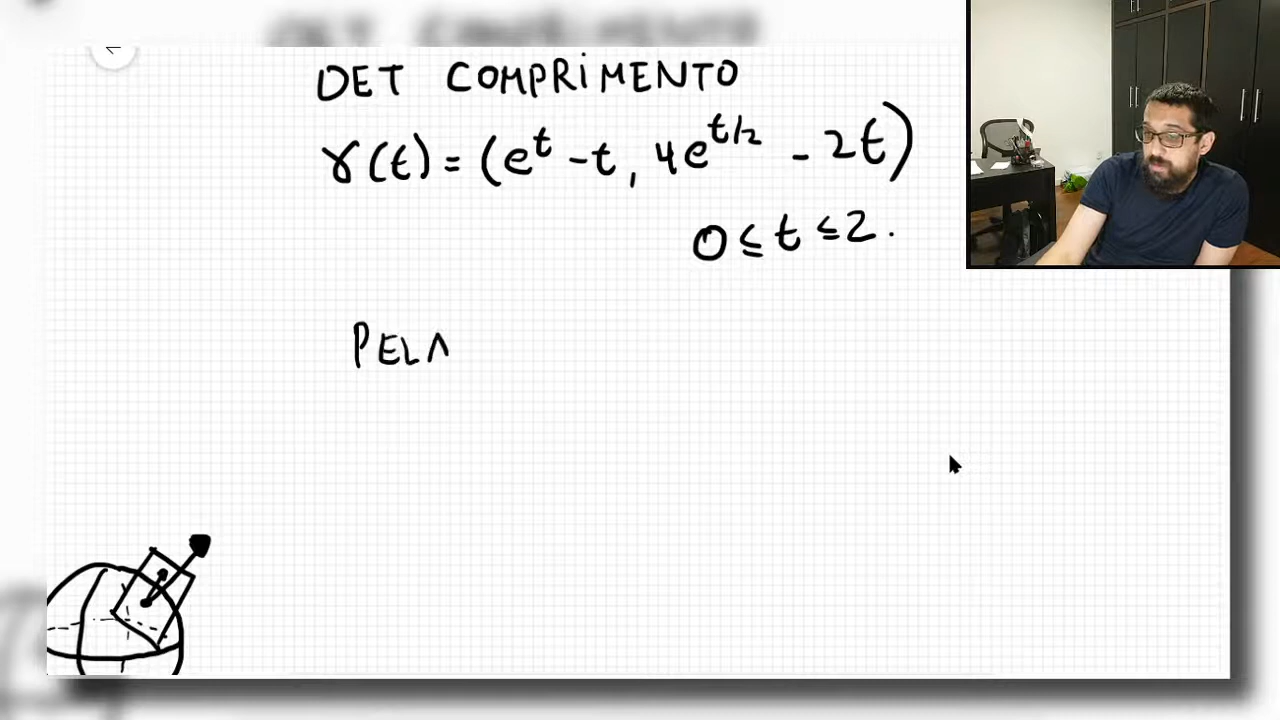 DET COMPRIMENTO
γ(t) = (e^t - t, 4e^{t/2} - 2t)
0 ≤ t ≤ 2.
PELA